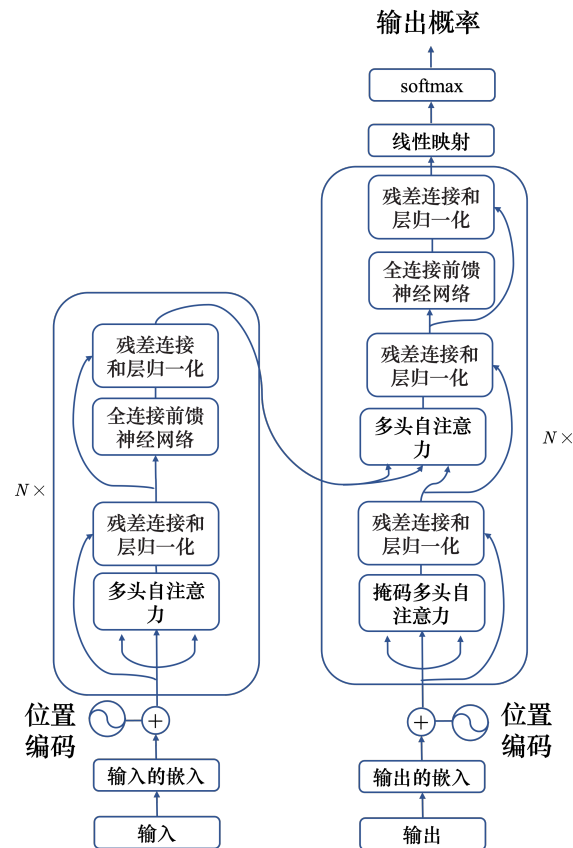 输出概率
softmax
线性映射
残差连接和
层归一化
全连接前馈
神经网络
残差连接和
层归一化
多头自注意
力
N×
残差连接和
层归一化
掩码多头自
注意力
位置
编码
输出的嵌入
输出
残差连接
和层归一化
全连接前馈
神经网络
N×
残差连接和
层归一化
多头自注意
力
位置
编码
输入的嵌入
输入